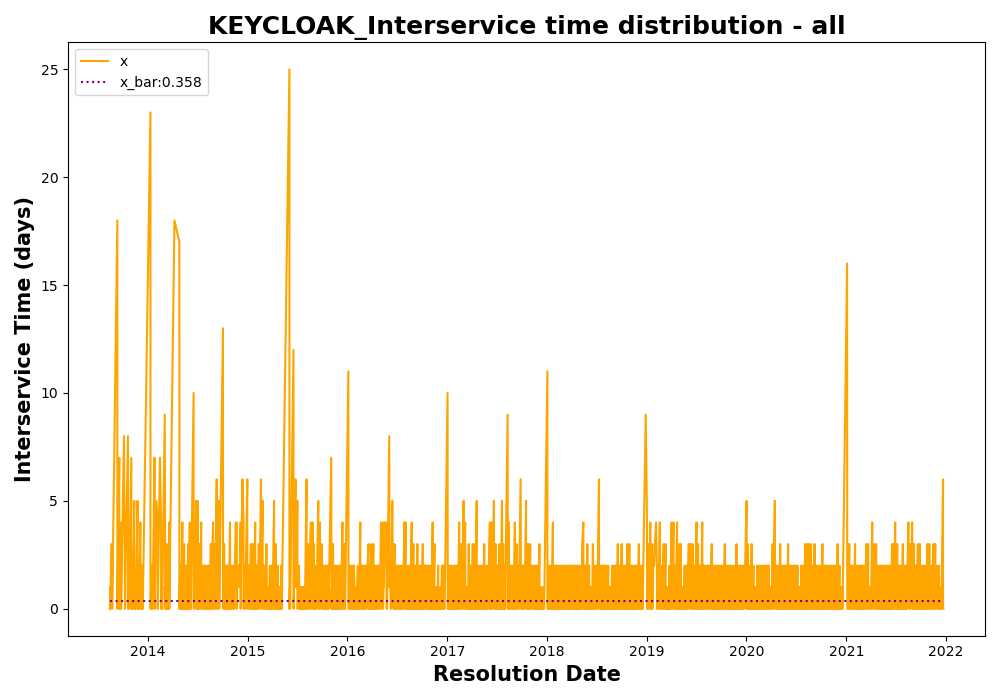 KEYCLOAK_Interservice time distribution - all
x
x_bar:0.358
25
20
15
10
5
0
Interservice Time (days)
2014 2015 2016 2017 2018 2019 2020 2021 2022
Resolution Date